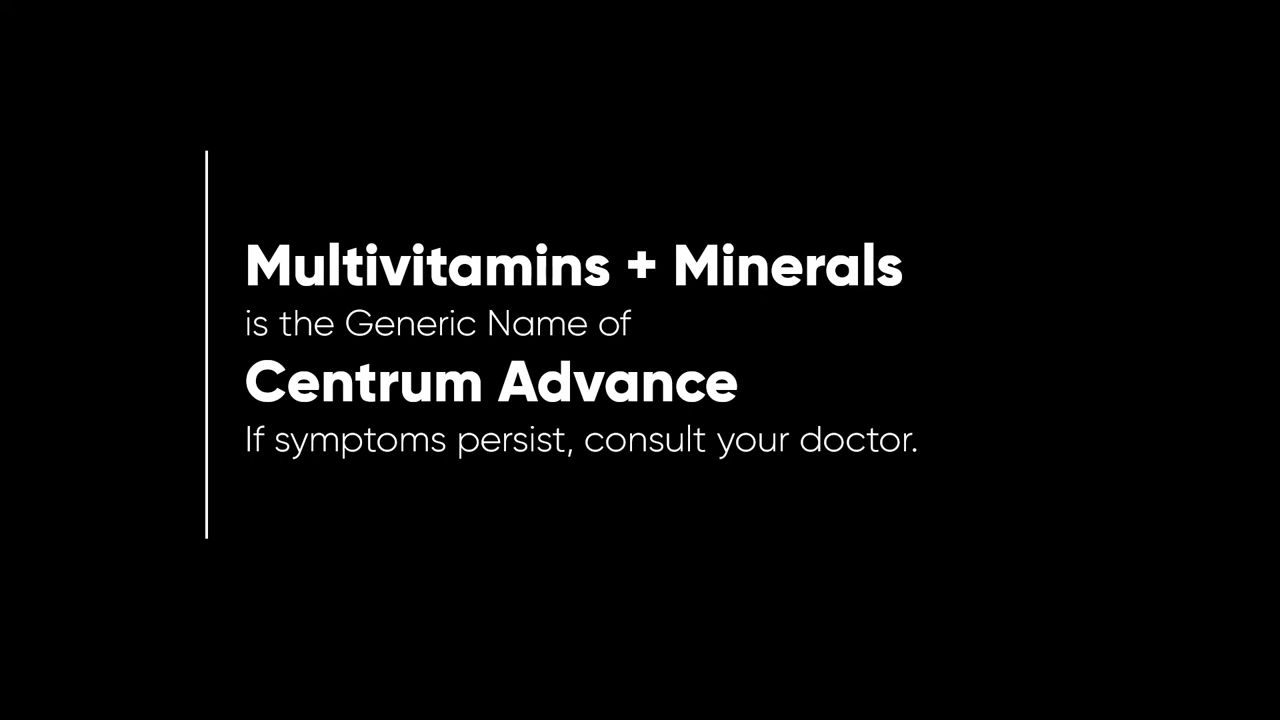 Multivitamins + Minerals
is the Generic Name of
Centrum Advance
If symptoms persist, consult your doctor.